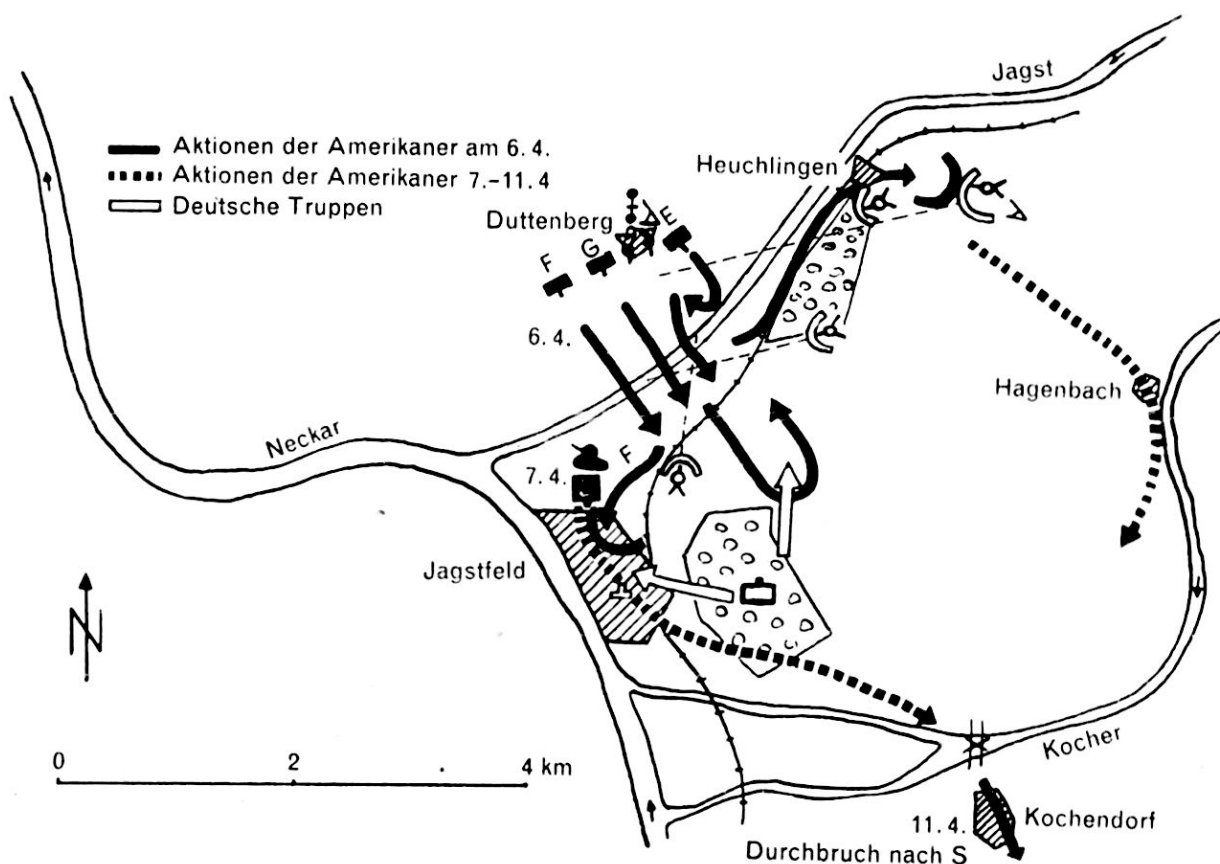 Jagst
Aktionen der Amerikaner am 6. 4.
Aktionen der Amerikaner 7.–11. 4
Deutsche Truppen
Heuchlingen
Duttenberg
F G E
6.4.
Hagenbach
Neckar
F
7.4.
Jagstfeld
N
0 2 4 km
Kocher
11.4. Kochendorf
Durchbruch nach S